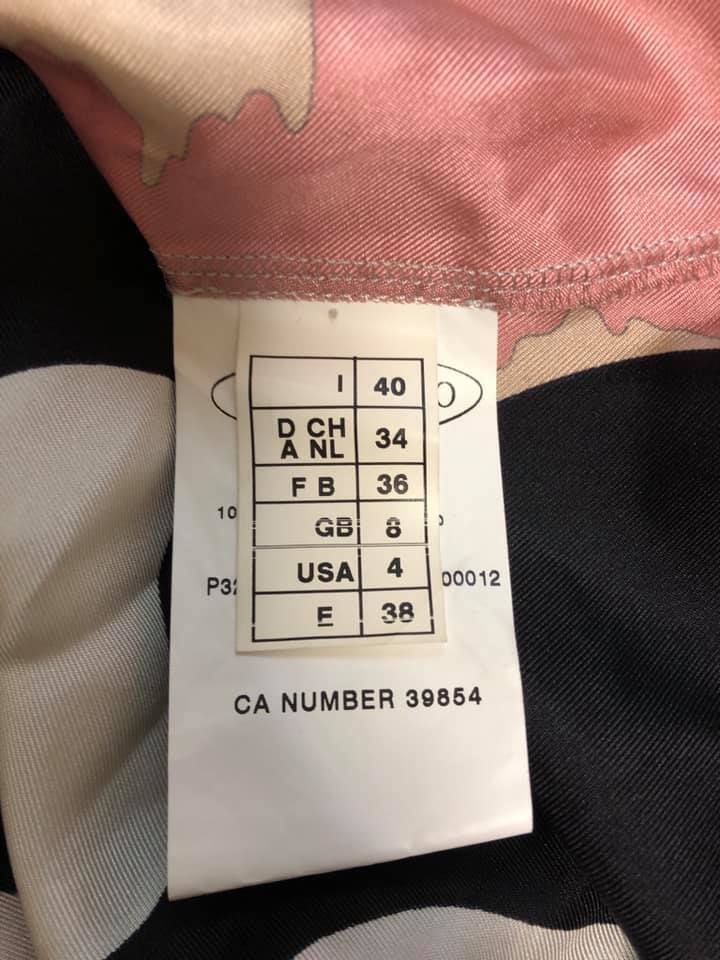 I 40
D CH
A NL 34
F B 36
GB 8
USA 4
E 38
CA NUMBER 39854